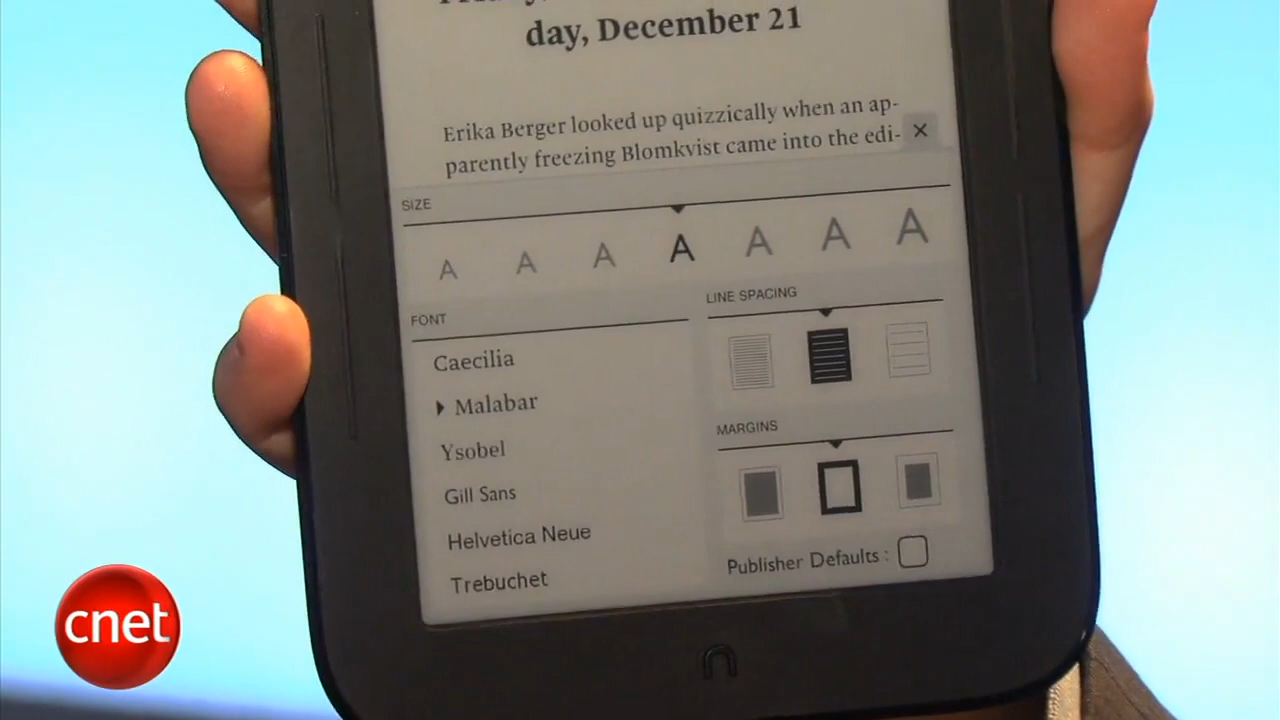 day, December 21
Erika Berger looked up quizzically when an ap-
parently freezing Blomkvist came into the edi-
×
SIZE
A A A A A A A
FONT
Caecilia
Malabar
Ysobel
Gill Sans
Helvetica Neue
Trebuchet
LINE SPACING
MARGINS
Publisher Defaults :
cnet
n